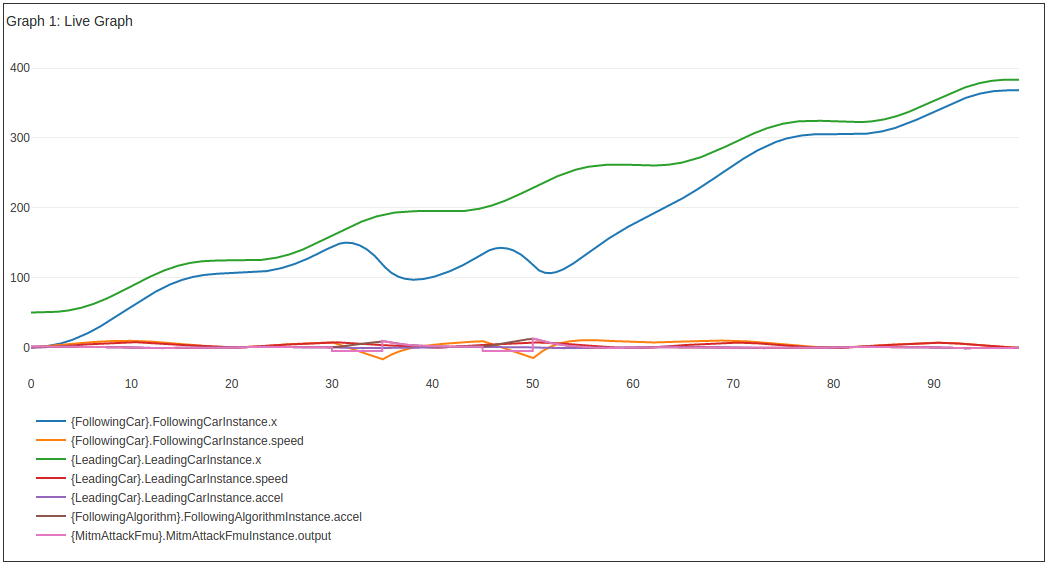 Graph 1: Live Graph
400
300
200
100
0
0 10 20 30 40 50 60 70 80 90
{FollowingCar}.FollowingCarInstance.x
{FollowingCar}.FollowingCarInstance.speed
{LeadingCar}.LeadingCarInstance.x
{LeadingCar}.LeadingCarInstance.speed
{LeadingCar}.LeadingCarInstance.accel
{FollowingAlgorithm}.FollowingAlgorithmInstance.accel
{MitmAttackFmu}.MitmAttackFmuInstance.output